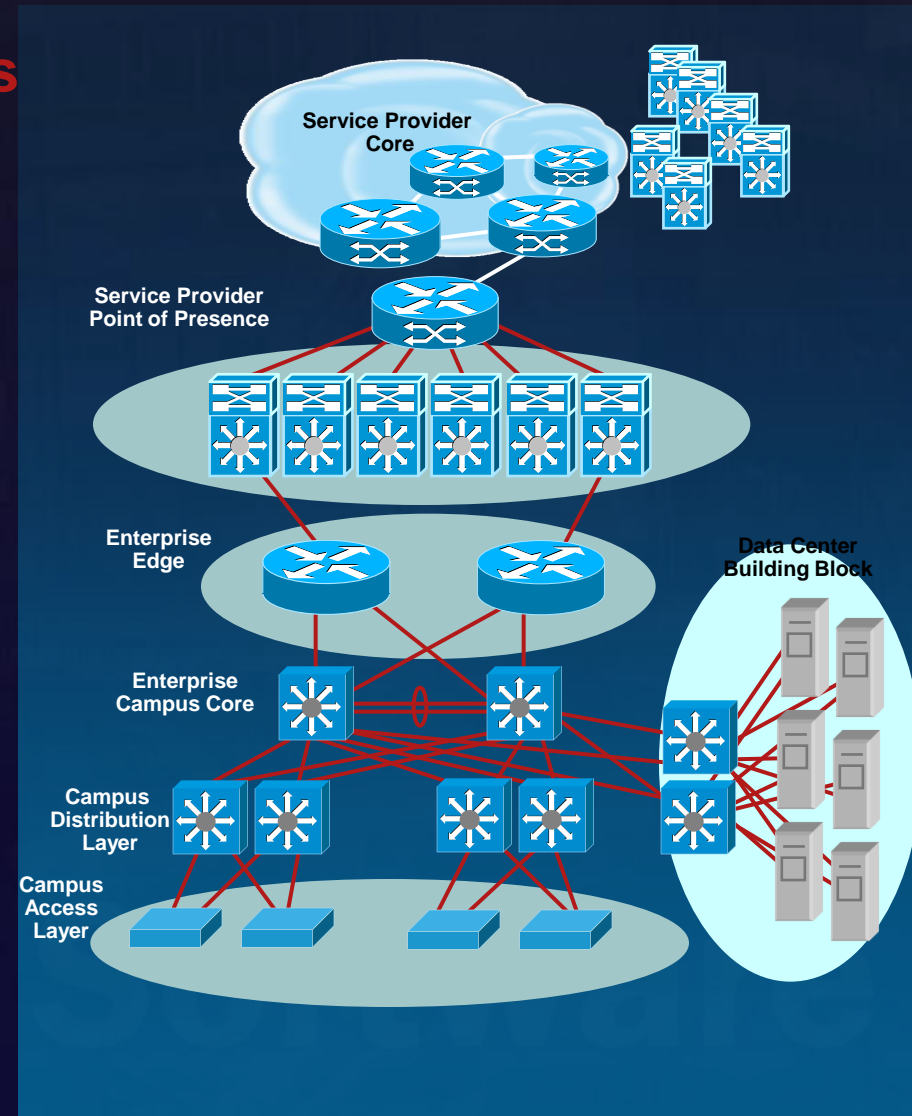 s
Service Provider
Core
Service Provider
Point of Presence
Enterprise
Edge
Data Center
Building Block
Enterprise
Campus Core
Campus
Distribution
Layer
Campus
Access
Layer
Software